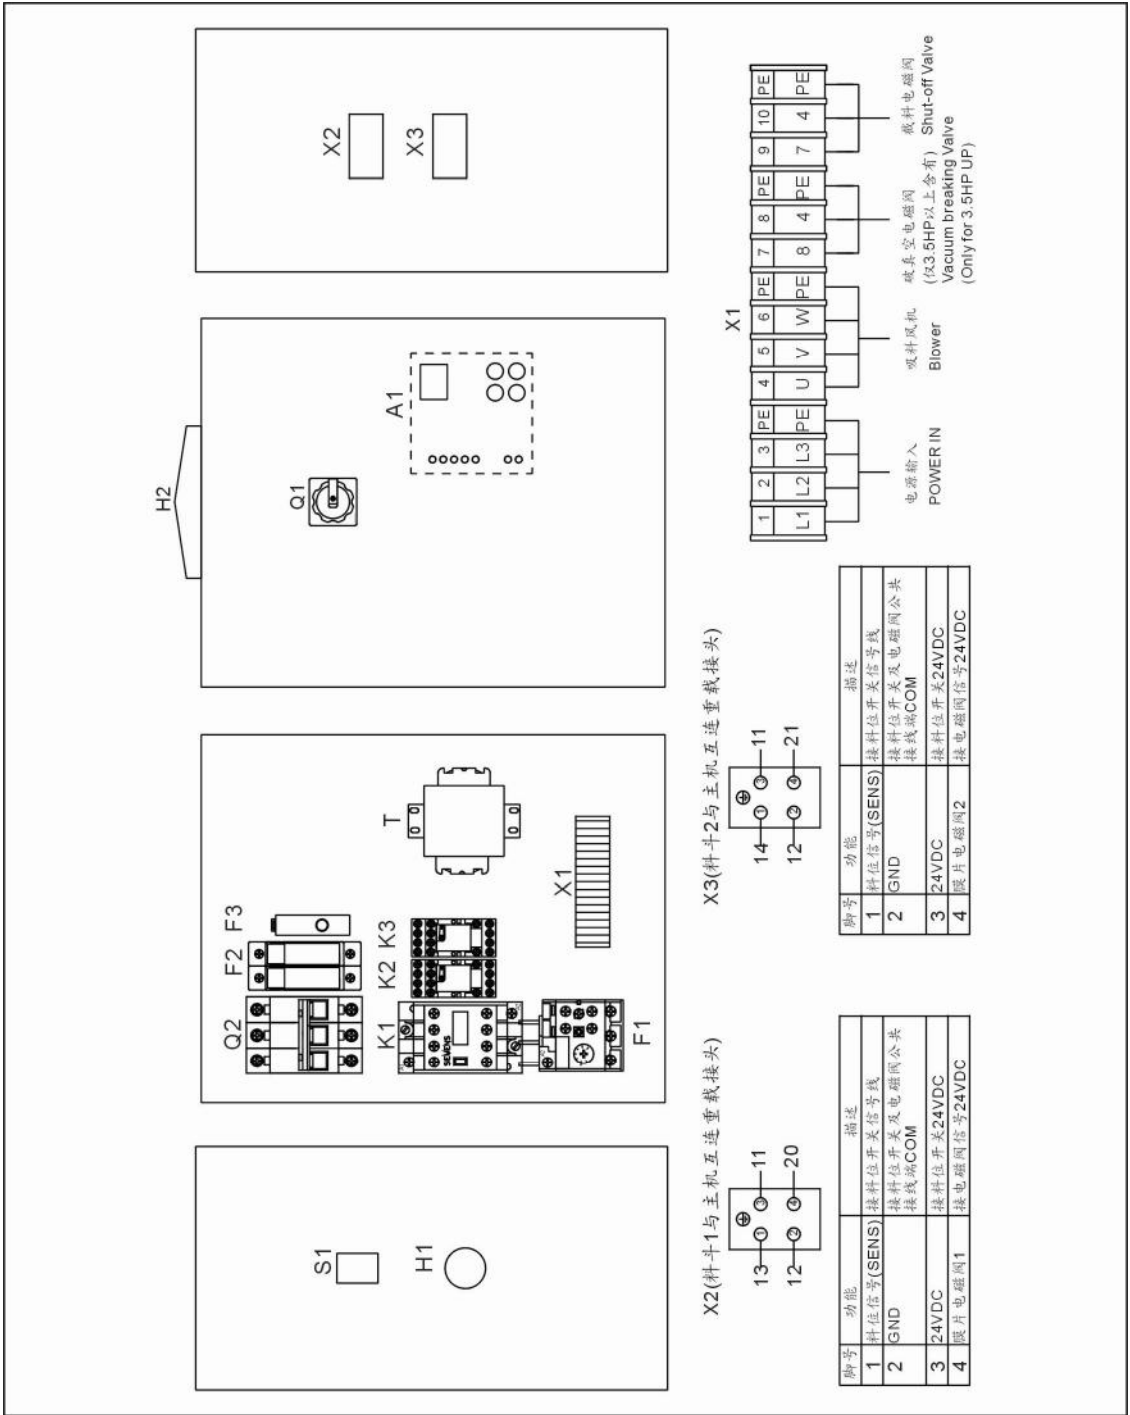 S1
H1
Q2 F2 F3
K1 K2 K3
T
SIEMENS
F1
X1
H2
Q1
A1
X2
X3
X2(料斗1与主机互连重载接头)
13 1 3 11
12 2 4 20
脚号 功能 描述
1 料位信号(SENS) 接料位开关信号线
2 GND 接料位开关及电磁阀公共
接线端COM
3 24VDC 接料位开关24VDC
4 膜片电磁阀1 接电磁阀信号24VDC
X3(料斗2与主机互连重载接头)
14 1 3 11
12 2 4 21
脚号 功能 描述
1 料位信号(SENS) 接料位开关信号线
2 GND 接料位开关及电磁阀公共
接线端COM
3 24VDC 接料位开关24VDC
4 膜片电磁阀2 接电磁阀信号24VDC
X1
1 2 3 PE 4 5 6 PE 7 8 PE 9 10 PE
L1 L2 L3 PE U V W PE 8 4 PE 7 4 PE
电源输入
POWER IN
吸料风机
Blower
破真空电磁阀
(仅3.5HP以上含有)
Vacuum breaking Valve
(Only for 3.5HP UP)
截料电磁阀
Shut-off Valve